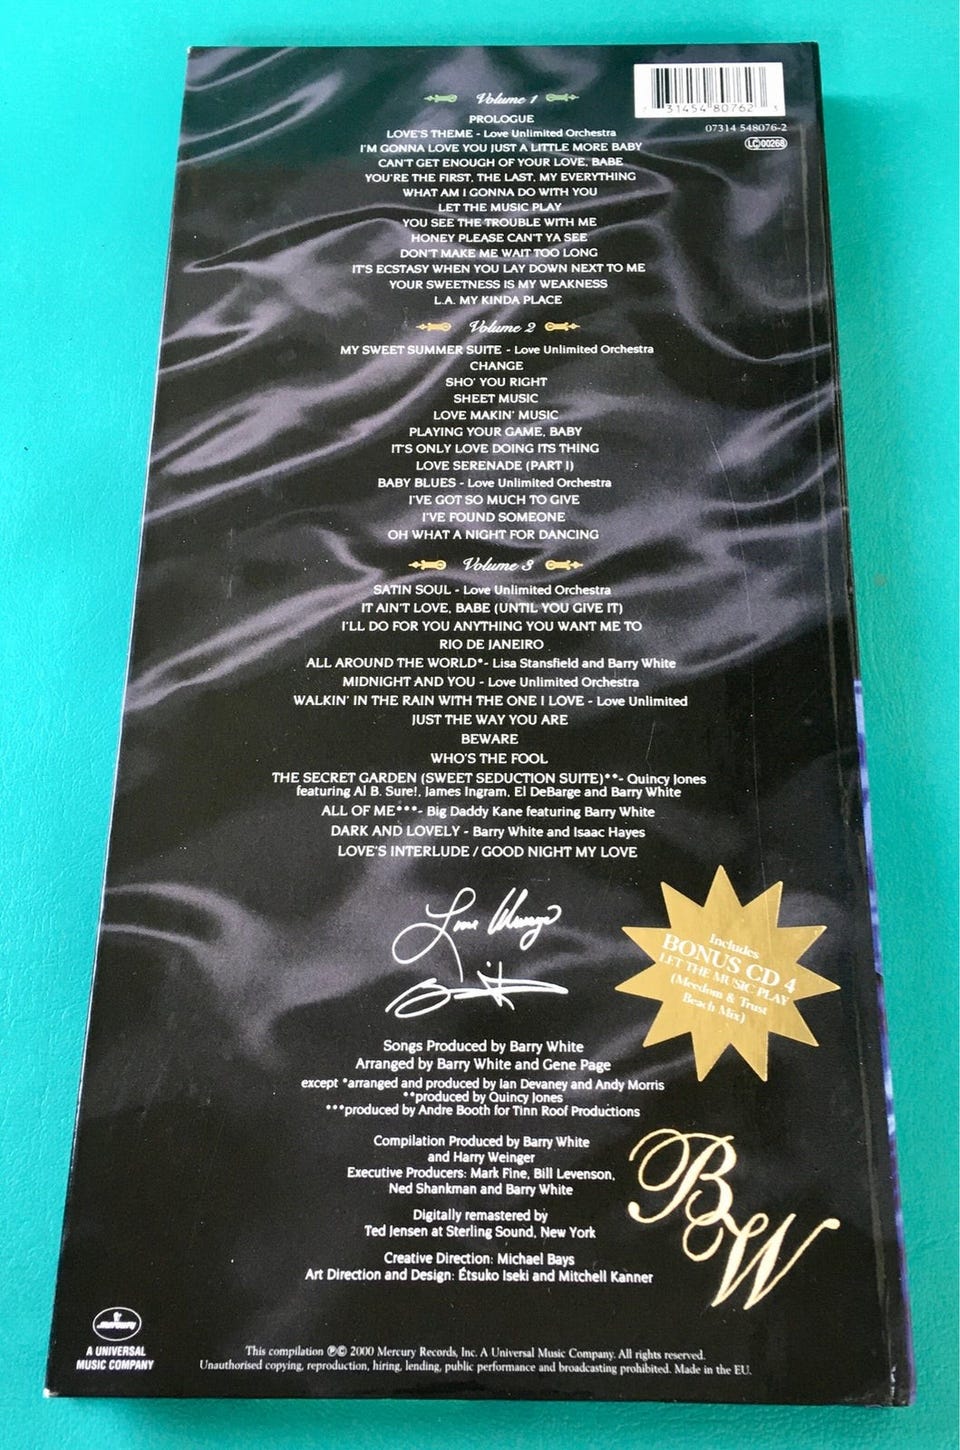 7 31454 80762 1
07314 548076-2
LC 00268
Volume 1
PROLOGUE
LOVE'S THEME - Love Unlimited Orchestra
I'M GONNA LOVE YOU JUST A LITTLE MORE BABY
CAN'T GET ENOUGH OF YOUR LOVE, BABE
YOU'RE THE FIRST, THE LAST, MY EVERYTHING
WHAT AM I GONNA DO WITH YOU
LET THE MUSIC PLAY
YOU SEE THE TROUBLE WITH ME
HONEY PLEASE CAN'T YA SEE
DON'T MAKE ME WAIT TOO LONG
IT'S ECSTASY WHEN YOU LAY DOWN NEXT TO ME
YOUR SWEETNESS IS MY WEAKNESS
L.A. MY KINDA PLACE
Volume 2
MY SWEET SUMMER SUITE - Love Unlimited Orchestra
CHANGE
SHO' YOU RIGHT
SHEET MUSIC
LOVE MAKIN' MUSIC
PLAYING YOUR GAME, BABY
IT'S ONLY LOVE DOING ITS THING
LOVE SERENADE (PART I)
BABY BLUES - Love Unlimited Orchestra
I'VE GOT SO MUCH TO GIVE
I'VE FOUND SOMEONE
OH WHAT A NIGHT FOR DANCING
Volume 3
SATIN SOUL - Love Unlimited Orchestra
IT AIN'T LOVE, BABE (UNTIL YOU GIVE IT)
I'LL DO FOR YOU ANYTHING YOU WANT ME TO
RIO DE JANEIRO
ALL AROUND THE WORLD*- Lisa Stansfield and Barry White
MIDNIGHT AND YOU - Love Unlimited Orchestra
WALKIN' IN THE RAIN WITH THE ONE I LOVE - Love Unlimited
JUST THE WAY YOU ARE
BEWARE
WHO'S THE FOOL
THE SECRET GARDEN (SWEET SEDUCTION SUITE)**- Quincy Jones
featuring Al B. Sure!, James Ingram, El DeBarge and Barry White
ALL OF ME***- Big Daddy Kane featuring Barry White
DARK AND LOVELY - Barry White and Isaac Hayes
LOVE'S INTERLUDE / GOOD NIGHT MY LOVE
Love Always
Includes
BONUS CD 4
LET THE MUSIC PLAY
(Meedom & Trust
Beach Mix)
Songs Produced by Barry White
Arranged by Barry White and Gene Page
except *arranged and produced by Ian Devaney and Andy Morris
**produced by Quincy Jones
***produced by Andre Booth for Tinn Roof Productions
Compilation Produced by Barry White
and Harry Weinger
Executive Producers: Mark Fine, Bill Levenson,
Ned Shankman and Barry White
Digitally remastered by
Ted Jensen at Sterling Sound, New York
Creative Direction: Michael Bays
Art Direction and Design: Étsuko Iseki and Mitchell Kanner
BW
mercury
A UNIVERSAL
MUSIC COMPANY
This compilation ℗© 2000 Mercury Records, Inc. A Universal Music Company. All rights reserved.
Unauthorised copying, reproduction, hiring, lending, public performance and broadcasting prohibited. Made in the EU.